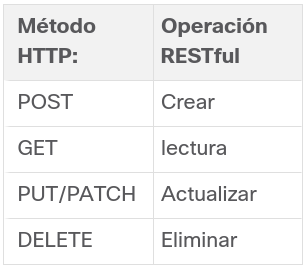 Método Operación
HTTP: RESTful
POST Crear
GET lectura
PUT/PATCH Actualizar
DELETE Eliminar